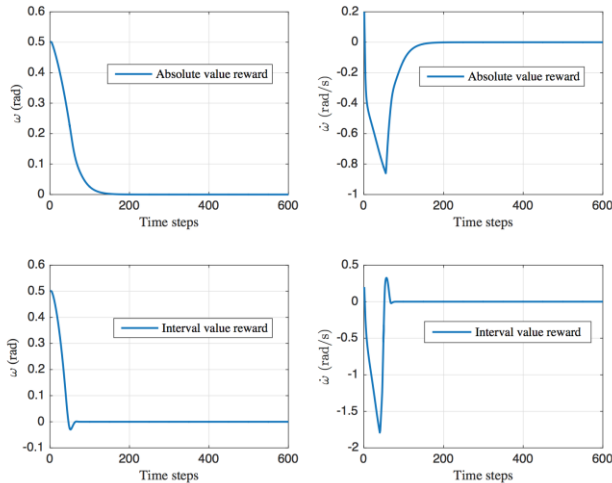 0.6
0.5
0.4
0.3
0.2
0.1
0
ω (rad)
Absolute value reward
0 200 400 600
Time steps
0.2
0
-0.2
-0.4
-0.6
-0.8
-1
ω̇ (rad/s)
Absolute value reward
0 200 400 600
Time steps
0.6
0.5
0.4
0.3
0.2
0.1
0
-0.1
ω (rad)
Interval value reward
0 200 400 600
Time steps
0.5
0
-0.5
-1
-1.5
-2
ω̇ (rad/s)
Interval value reward
0 200 400 600
Time steps